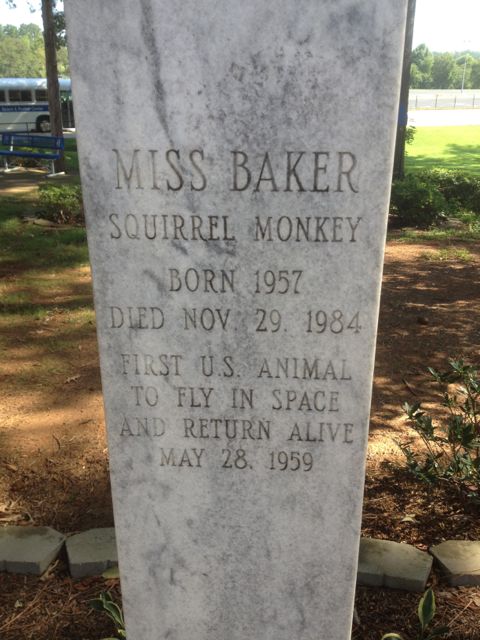 MISS BAKER
SQUIRREL MONKEY
BORN 1957
DIED NOV 29. 1984
FIRST U.S. ANIMAL
TO FLY IN SPACE
AND RETURN ALIVE
MAY 28. 1959